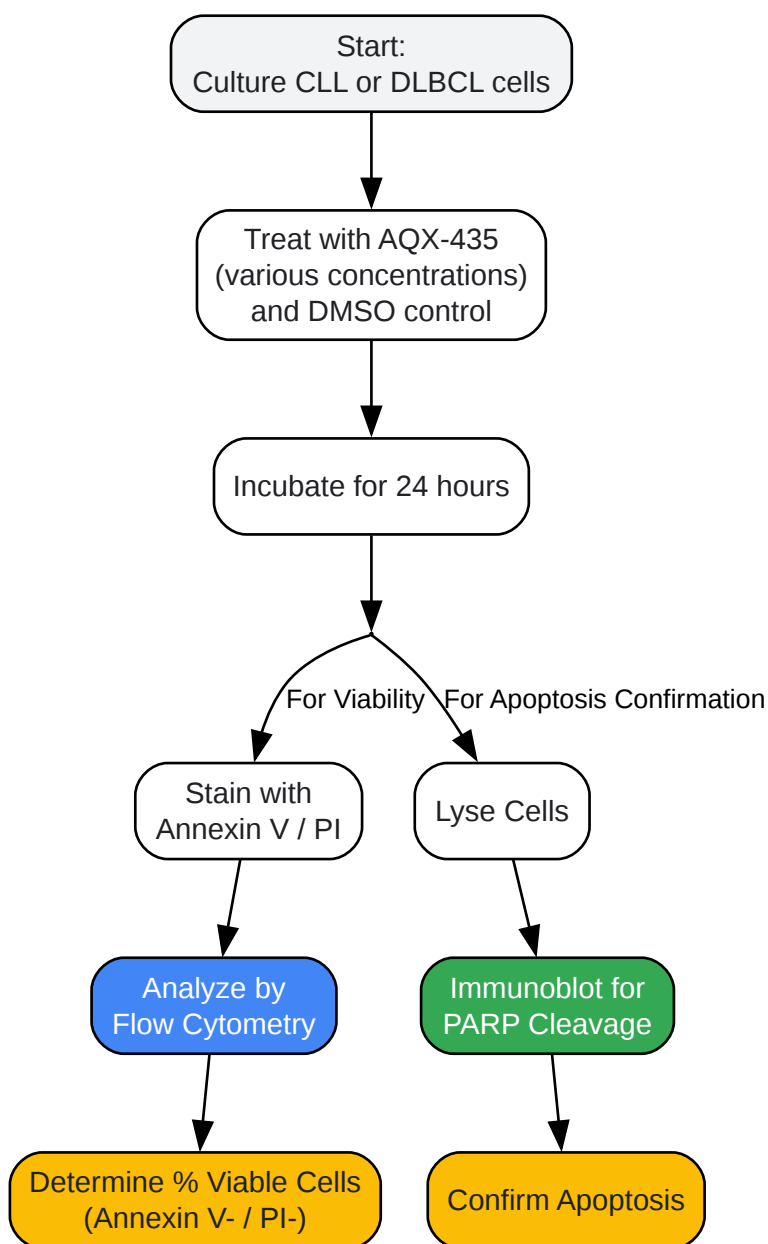 Start:
Culture CLL or DLBCL cells
Treat with AQX-435
(various concentrations)
and DMSO control
Incubate for 24 hours
For Viability
For Apoptosis Confirmation
Stain with
Annexin V / PI
Lyse Cells
Analyze by
Flow Cytometry
Immunoblot for
PARP Cleavage
Determine % Viable Cells
(Annexin V- / PI-)
Confirm Apoptosis